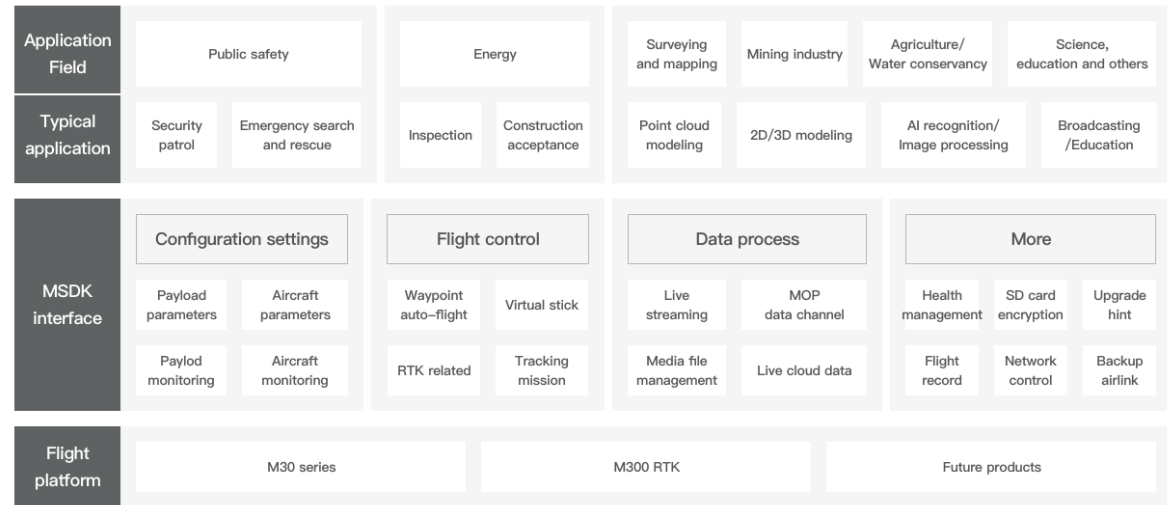 Application
Field
Public safety
Energy
Surveying
and mapping
Mining industry
Agriculture/
Water conservancy
Science,
education and others
Typical
application
Security
patrol
Emergency search
and rescue
Inspection
Construction
acceptance
Point cloud
modeling
2D/3D modeling
AI recognition/
Image processing
Broadcasting
/Education
MSDK
interface
Configuration settings
Flight control
Data process
More
Payload
parameters
Aircraft
parameters
Waypoint
auto-flight
Virtual stick
Live
streaming
MOP
data channel
Health
management
SD card
encryption
Upgrade
hint
Paylod
monitoring
Aircraft
monitoring
RTK related
Tracking
mission
Media file
management
Live cloud data
Flight
record
Network
control
Backup
airlink
Flight
platform
M30 series
M300 RTK
Future products